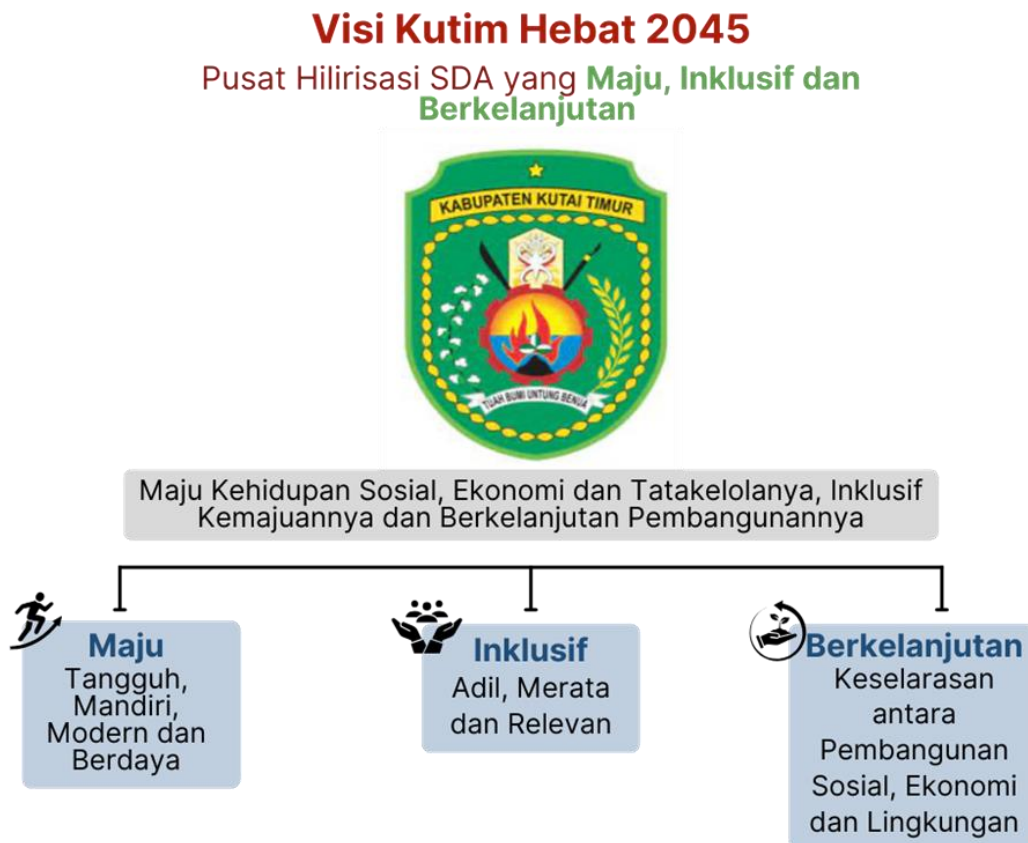 Visi Kutim Hebat 2045
Pusat Hilirisasi SDA yang Maju, Inklusif dan
Berkelanjutan
KABUPATEN KUTAI TIMUR
TUAH BUMI UNTUNG BENUA
Maju Kehidupan Sosial, Ekonomi dan Tatakelolanya, Inklusif
Kemajuannya dan Berkelanjutan Pembangunannya
Maju
Tangguh,
Mandiri,
Modern dan
Berdaya
Inklusif
Adil, Merata
dan Relevan
Berkelanjutan
Keselarasan
antara
Pembangunan
Sosial, Ekonomi
dan Lingkungan